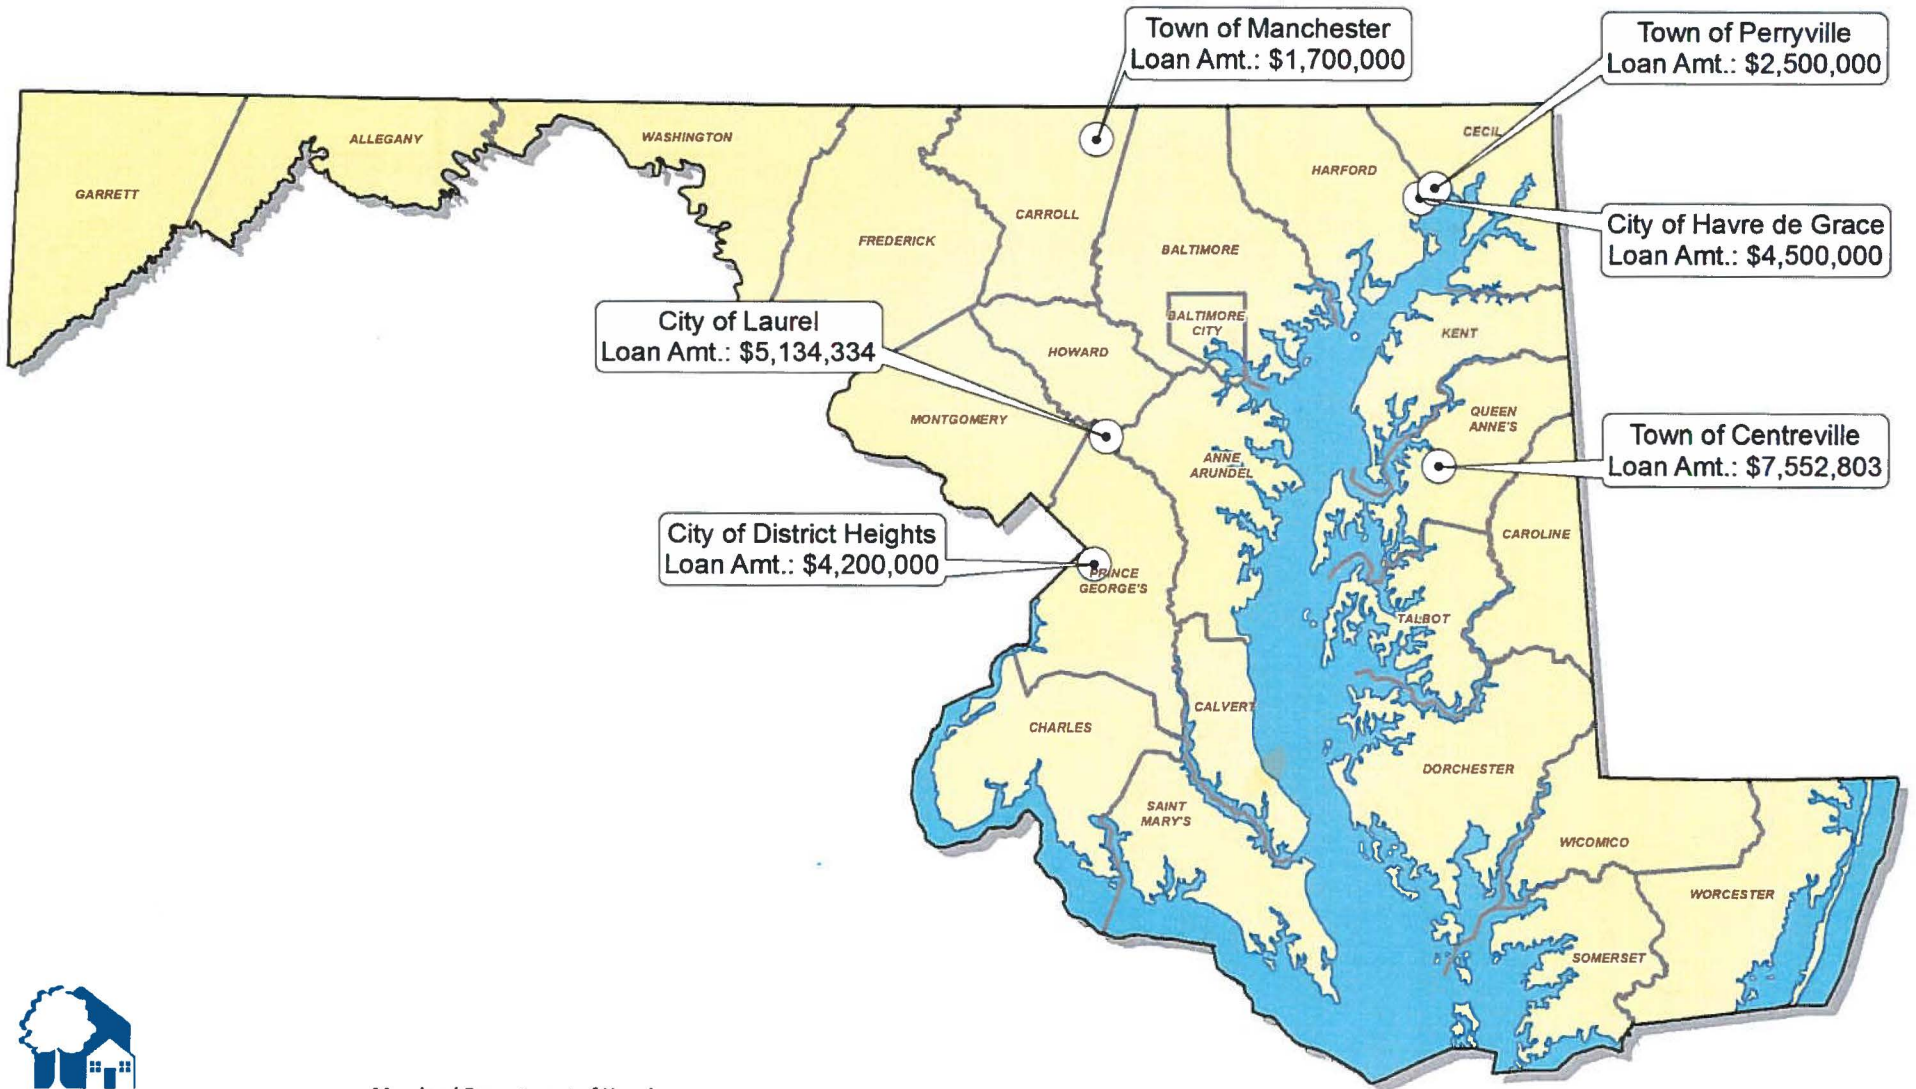 Town of Manchester
Loan Amt.: $1,700,000
Town of Perryville
Loan Amt.: $2,500,000
City of Havre de Grace
Loan Amt.: $4,500,000
City of Laurel
Loan Amt.: $5,134,334
Town of Centreville
Loan Amt.: $7,552,803
City of District Heights
Loan Amt.: $4,200,000
GARRETT
ALLEGANY
WASHINGTON
FREDERICK
CARROLL
BALTIMORE
HARFORD
CECIL
BALTIMORE
CITY
HOWARD
KENT
MONTGOMERY
ANNE
ARUNDEL
QUEEN
ANNE'S
PRINCE
GEORGE'S
CAROLINE
TALBOT
CALVERT
CHARLES
SAINT
MARY'S
DORCHESTER
WICOMICO
WORCESTER
SOMERSET